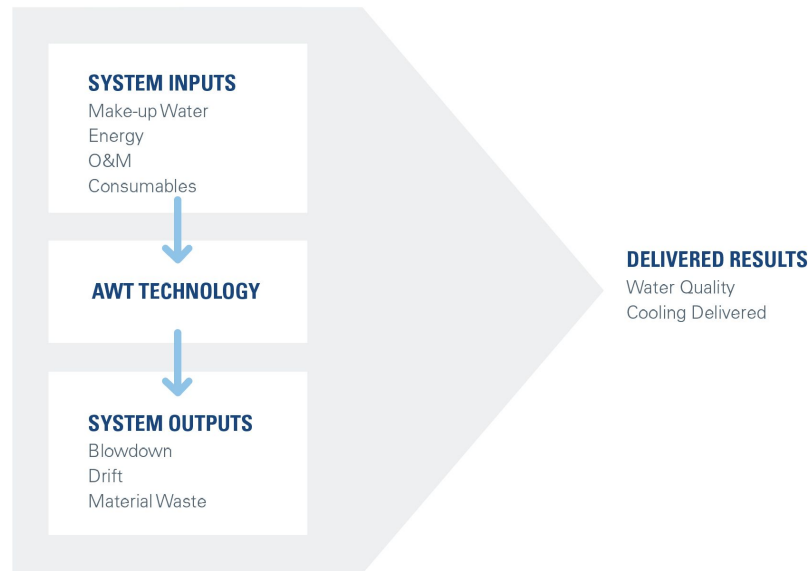 SYSTEM INPUTS
Make-up Water
Energy
O&M
Consumables
AWT TECHNOLOGY
SYSTEM OUTPUTS
Blowdown
Drift
Material Waste
DELIVERED RESULTS
Water Quality
Cooling Delivered